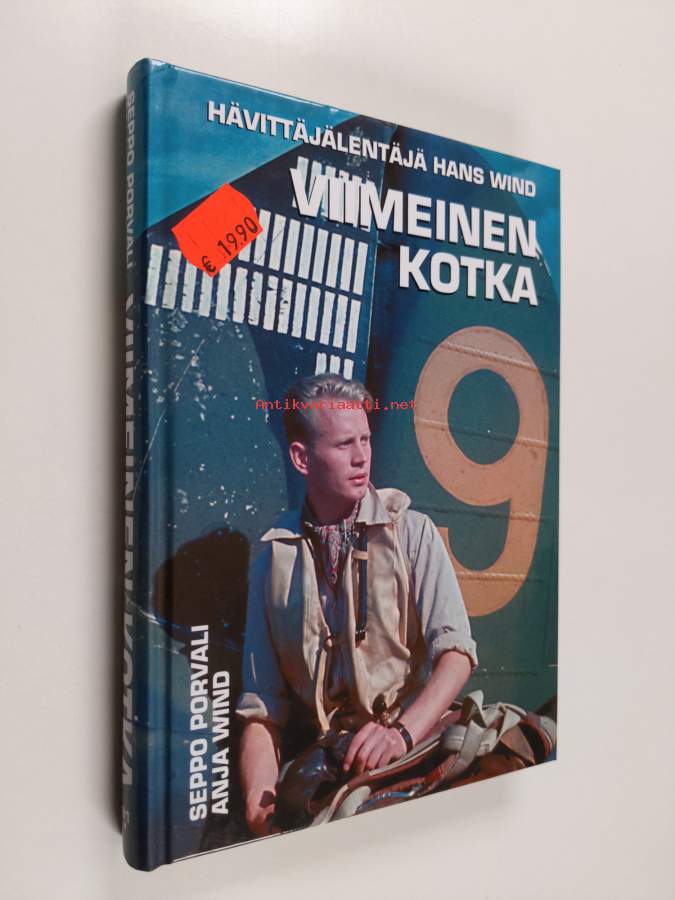 HÄVITTÄJÄLENTÄJÄ HANS WIND
VIIMEINEN
KOTKA
€ 19.90
9
Antikvariaatti.net
SEPPO PORVALI
ANJA WIND
SEPPO PORVALI VIIMEINEN KOTKA